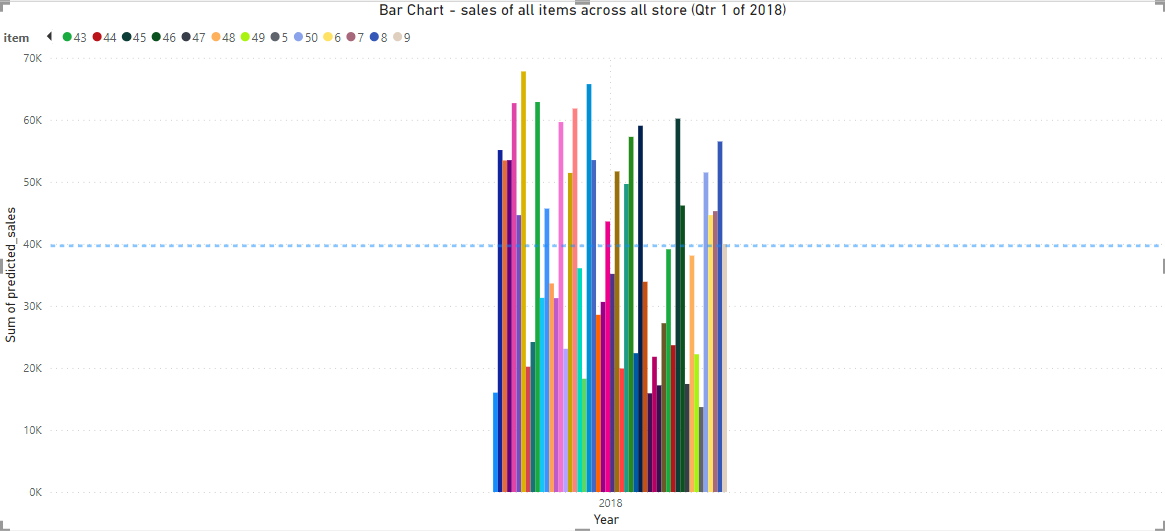 Bar Chart - sales of all items across all store (Qtr 1 of 2018)
item 43 44 45 46 47 48 49 5 50 6 7 8 9
70K
60K
50K
40K
30K
20K
10K
0K
Sum of predicted_sales
2018
Year